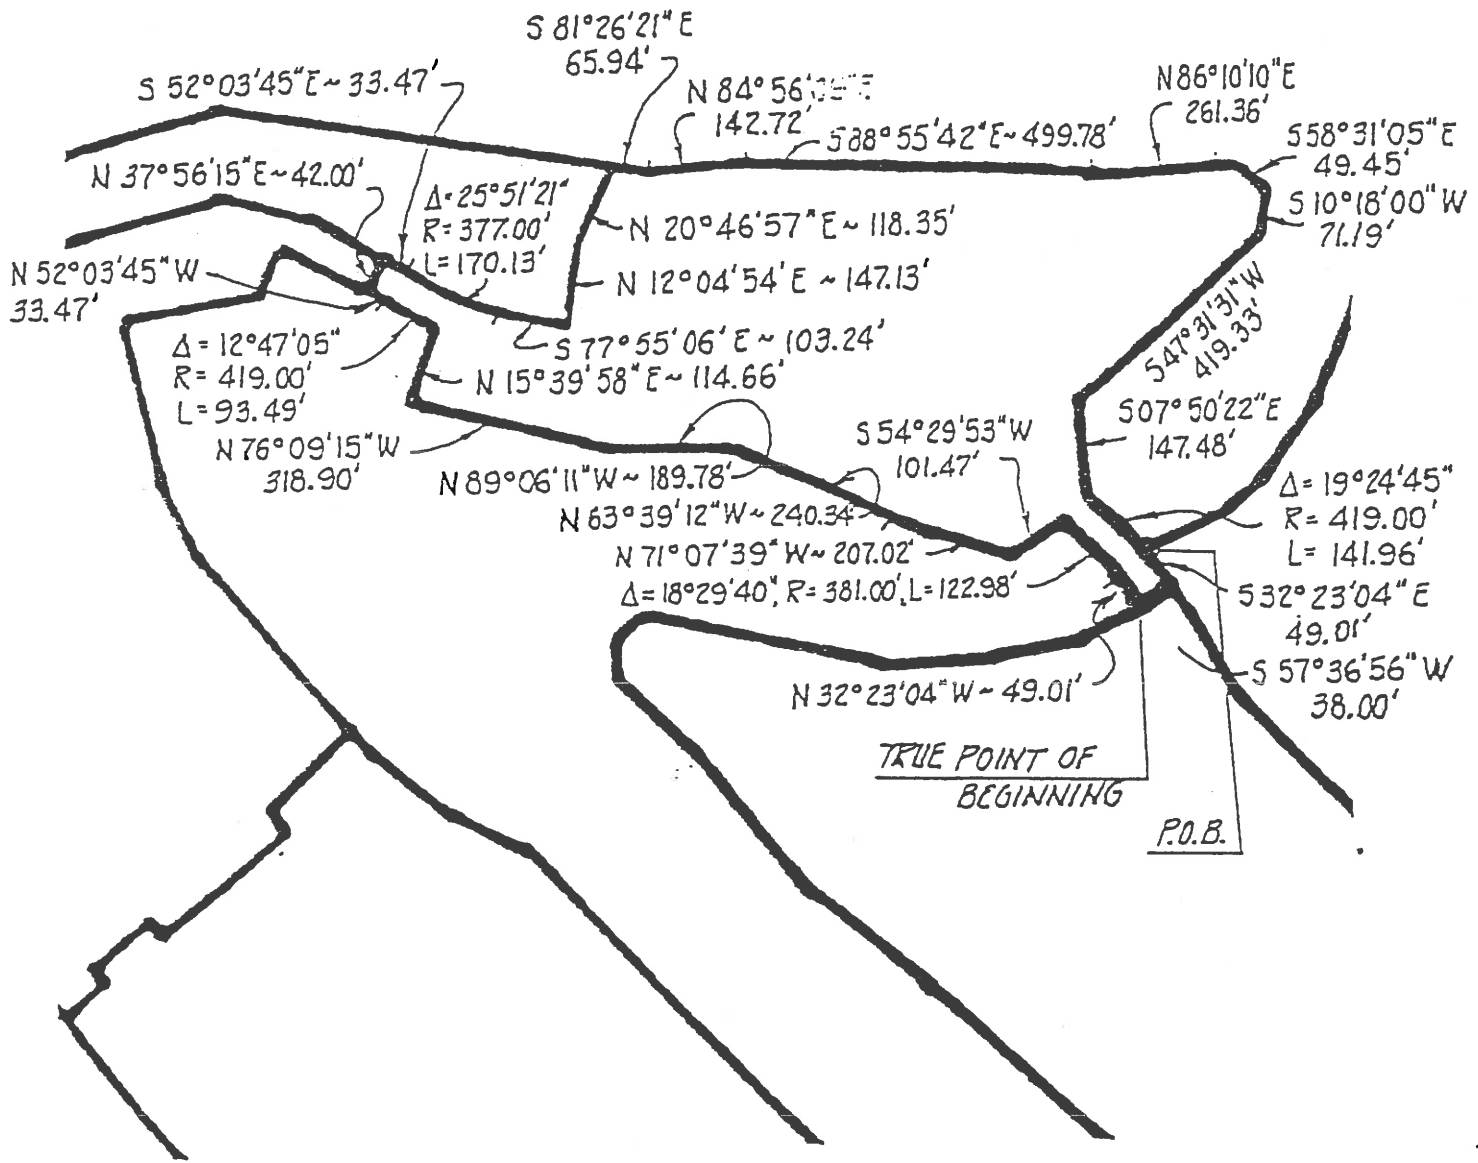 S 81°26'21" E
65.94'
S 52°03'45"E ~ 33.47'
N 84°56' E
142.72'
N86°10'10"E
261.36'
S88°55'42"E ~ 499.78'
S58°31'05"E
49.45'
N 37°56'15"E ~ 42.00'
Δ=25°51'21"
R=377.00'
L=170.13'
S 10°18'00" W
71.19'
N 20°46'57"E ~ 118.35'
N 52°03'45"W
33.47'
N 12°04'54' E ~ 147.13'
S47°31'31"W
419.33'
Δ=12°47'05"
R=419.00'
L=93.49'
S 77°55'06' E ~ 103.24'
N 15°39'58"E ~ 114.66'
S07°50'22"E
147.48'
N76°09'15"W
318.90'
S 54°29'53"W
101.47'
N 89°06'11"W ~ 189.78'
Δ=19°24'45"
R=419.00'
L=141.96'
N 63°39'12"W ~ 240.34
N 71°07'39"W ~ 207.02'
Δ=18°29'40", R=381.00', L=122.98'
S32°23'04" E
49.01'
S 57°36'56" W
38.00'
N 32°23'04"W ~ 49.01'
TRUE POINT OF
BEGINNING
P.O.B.